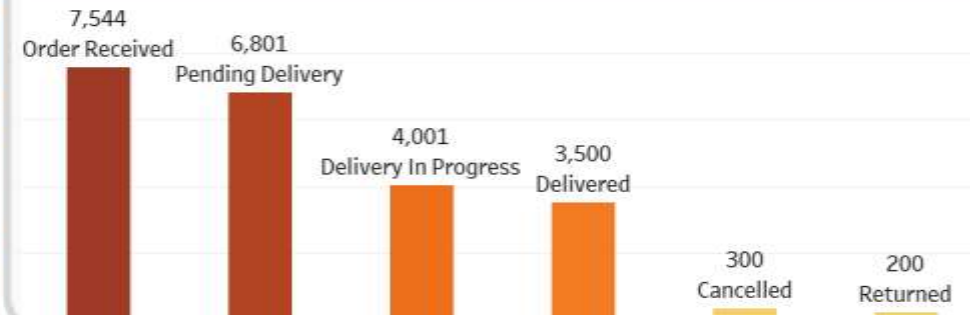 7,544
Order Received
6,801
Pending Delivery
4,001
Delivery In Progress
3,500
Delivered
300
Cancelled
200
Returned